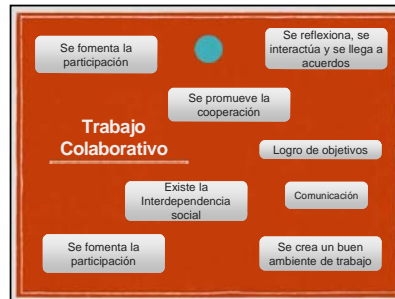 Se fomenta la
participación
Se reflexiona, se
interactúa y se llega a
acuerdos
Se promueve la
cooperación
Trabajo
Colaborativo
Logro de objetivos
Existe la
Interdependencia
social
Comunicación
Se fomenta la
participación
Se crea un buen
ambiente de trabajo